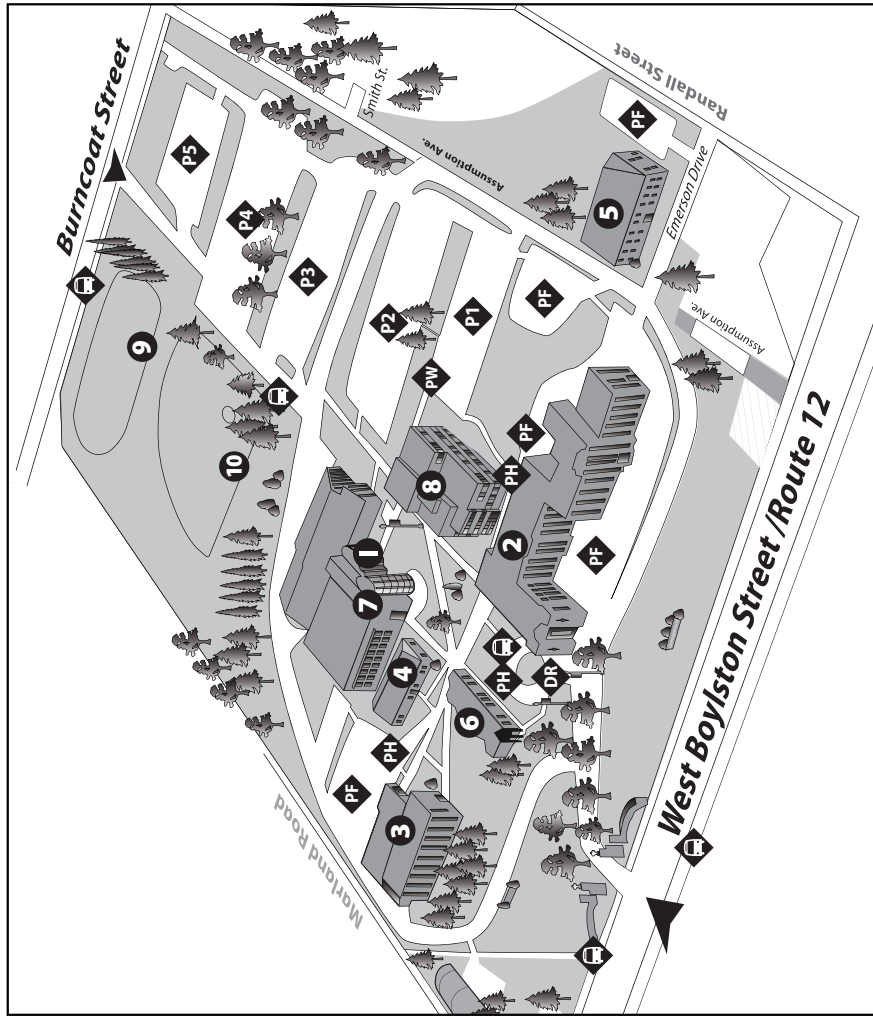 Burncoat Street
Randall Street
Smith St.
Assumption Ave.
Emerson Drive
Assumption Ave.
West Boylston Street /Route 12
Marland Road
P5
P4
P3
P2
P1
PW
PF
PF
PF
PF
PF
PH
PH
PH
DR
1
2
3
4
5
6
7
8
9
10